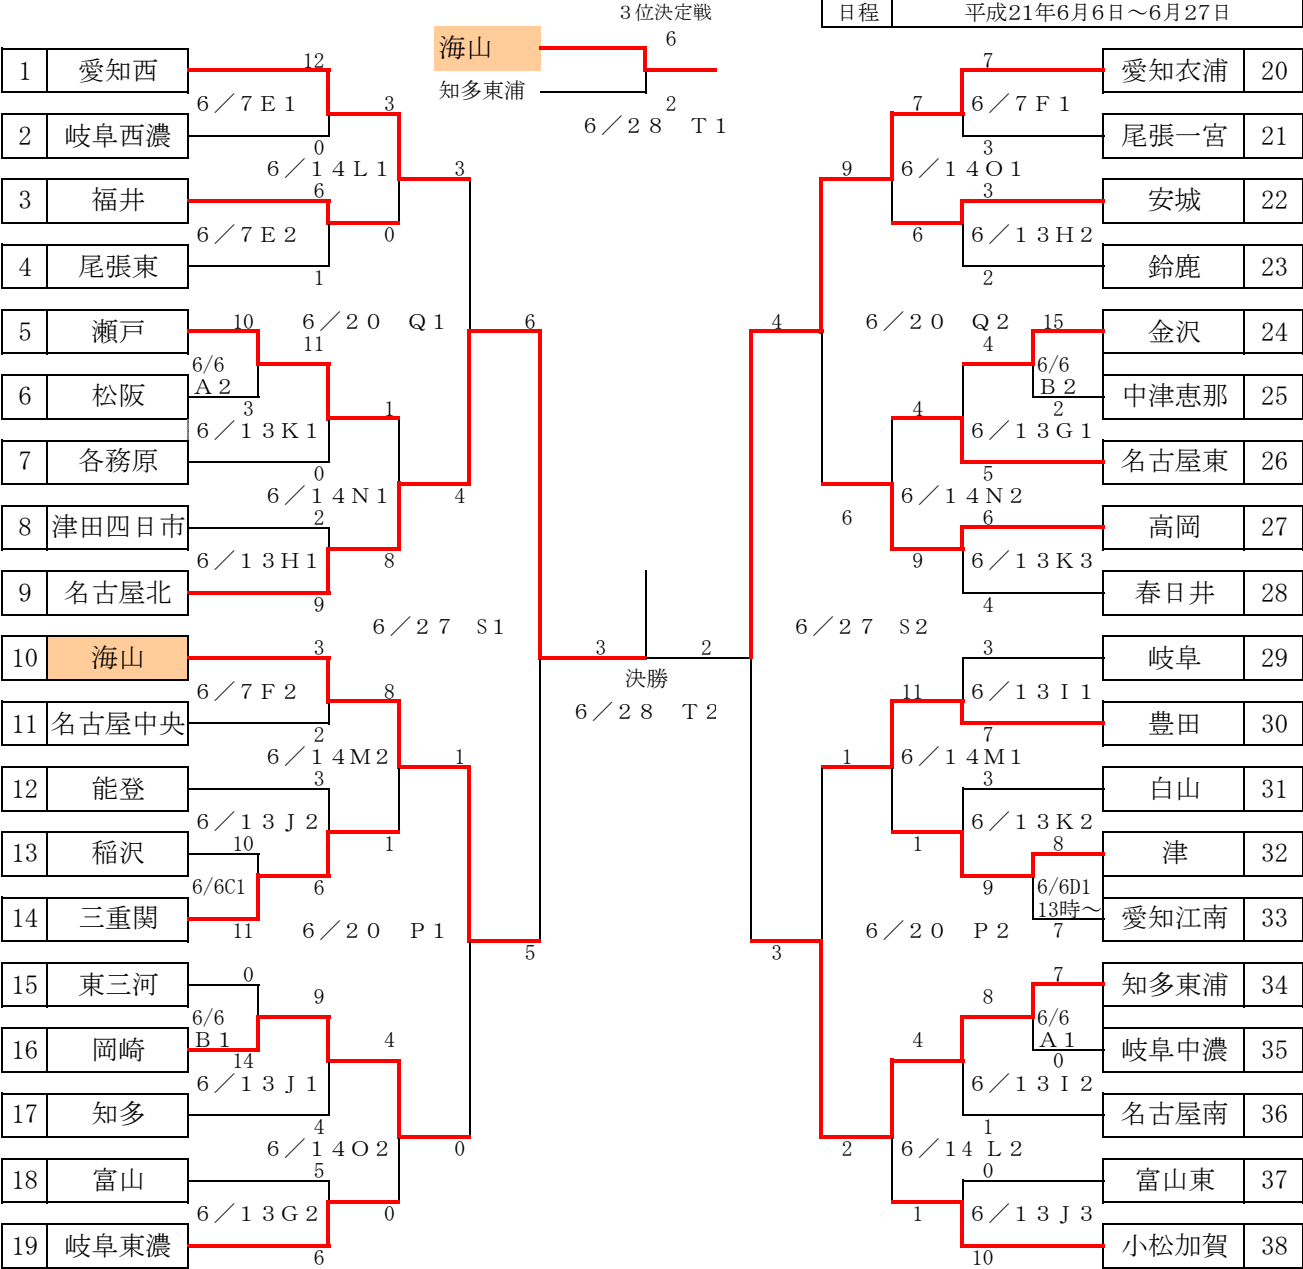 3位決定戦
日程 平成21年6月6日～6月27日
海山 6
知多東浦 2
6／28 T1
1 愛知西 12
6／7E1 3
2 岐阜西濃 0
6／14L1 3
3 福井 6
6／7E2 0
4 尾張東 1
6／20 Q1 6
5 瀬戸 10
11
6/6
A2
6 松阪 3
6／13K1 1
7 各務原 0
6／14N1 4
8 津田四日市 2
6／13H1 8
9 名古屋北 9
6／27 S1
10 海山 3
6／7F2 8
11 名古屋中央 2
6／14M2 1
12 能登 3
6／13J2 1
13 稲沢 10
6/6C1 6
14 三重関 11
6／20 P1 5
15 東三河 0
9
6/6
B1
16 岡崎 14
4
6／13J1
17 知多 4
6／14O2 0
18 富山 5
6／13G2 0
19 岐阜東濃 6
3 2
決勝
6／28 T2
7 愛知衣浦 20
7 6／7F1
3 尾張一宮 21
9 6／14O1
3 安城 22
6 6／13H2
2 鈴鹿 23
4 6／20 Q2
15 金沢 24
4
6/6
B2
2 中津恵那 25
4 6／13G1
5 名古屋東 26
6 6／14N2
6 高岡 27
9 6／13K3
4 春日井 28
6／27 S2
3 岐阜 29
11 6／13I1
7 豊田 30
1 6／14M1
3 白山 31
1 6／13K2
8 津 32
9 6/6D1
13時～
7 愛知江南 33
3 6／20 P2
7 知多東浦 34
8
6/6
A1
4
0 岐阜中濃 35
6／13I2
1 名古屋南 36
2 6／14 L2
0 富山東 37
1 6／13J3
10 小松加賀 38